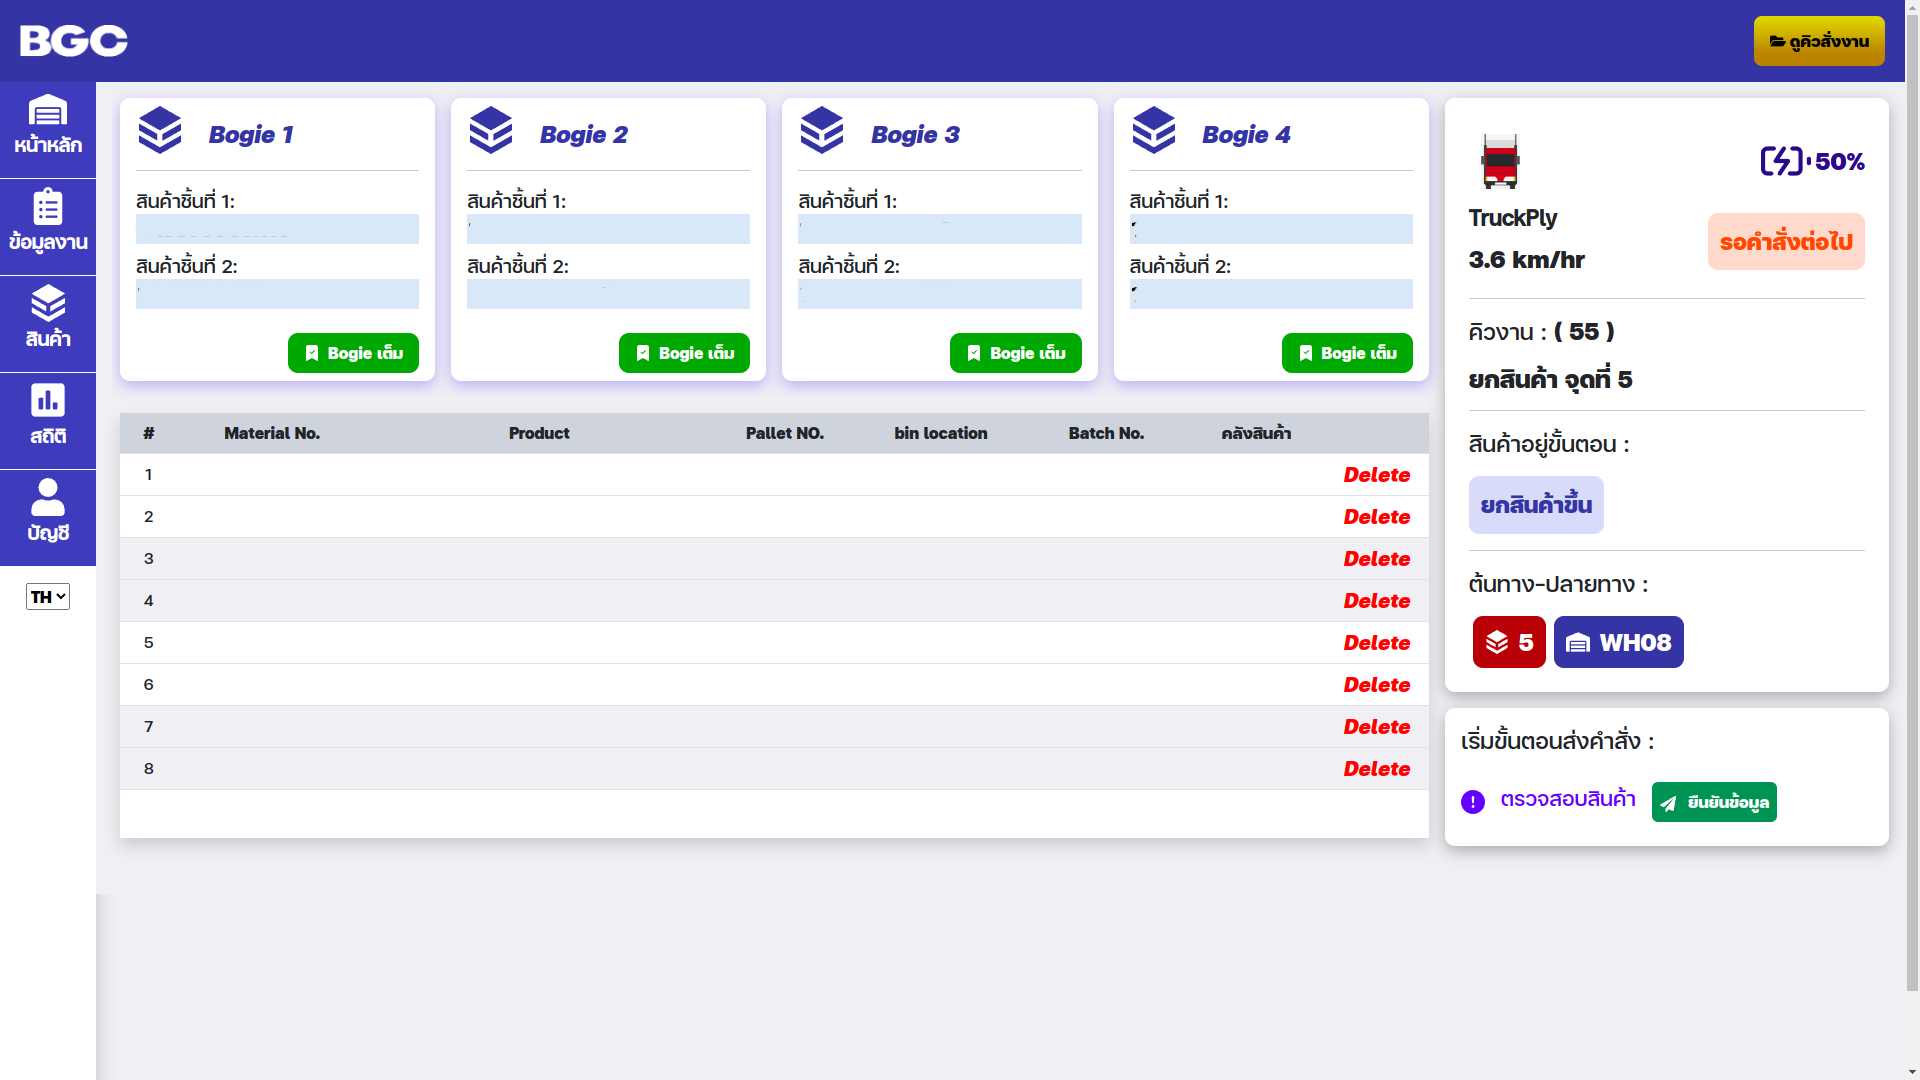 BGC
ดูคิวสั่งงาน
หน้าหลัก
ข้อมูลงาน
สินค้า
สถิติ
บัญชี
TH
Bogie 1
สินค้าชิ้นที่ 1:
สินค้าชิ้นที่ 2:
Bogie เต็ม
Bogie 2
สินค้าชิ้นที่ 1:
สินค้าชิ้นที่ 2:
Bogie เต็ม
Bogie 3
สินค้าชิ้นที่ 1:
สินค้าชิ้นที่ 2:
Bogie เต็ม
Bogie 4
สินค้าชิ้นที่ 1:
สินค้าชิ้นที่ 2:
Bogie เต็ม
# Material No. Product Pallet NO. bin location Batch No. คลังสินค้า
1 Delete
2 Delete
3 Delete
4 Delete
5 Delete
6 Delete
7 Delete
8 Delete
50%
TruckPly
3.6 km/hr
รอคำสั่งต่อไป
คิวงาน : ( 55 )
ยกสินค้า จุดที่ 5
สินค้าอยู่ขั้นตอน :
ยกสินค้าขึ้น
ต้นทาง-ปลายทาง :
5 WH08
เริ่มขั้นตอนส่งคำสั่ง :
ตรวจสอบสินค้า ยืนยันข้อมูล